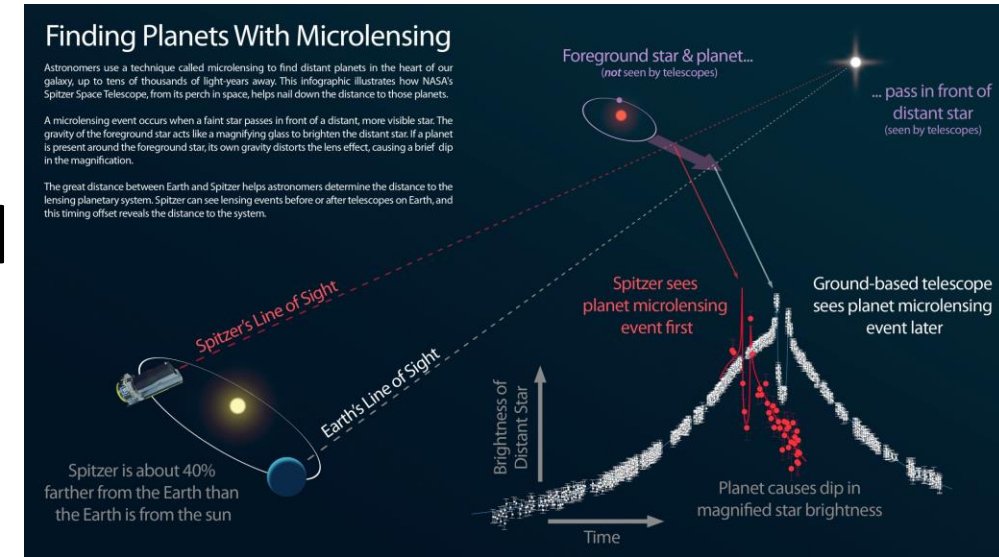 Finding Planets With Microlensing
Astronomers use a technique called microlensing to find distant planets in the heart of our
galaxy, up to tens of thousands of light-years away. This infographic illustrates how NASA's
Spitzer Space Telescope, from its perch in space, helps nail down the distance to those planets.
A microlensing event occurs when a faint star passes in front of a distant, more visible star. The
gravity of the foreground star acts like a magnifying glass to brighten the distant star. If a planet
is present around the foreground star, its own gravity distorts the lens effect, causing a brief dip
in the magnification.
The great distance between Earth and Spitzer helps astronomers determine the distance to the
lensing planetary system. Spitzer can see lensing events before or after telescopes on Earth, and
this timing offset reveals the distance to the system.
Foreground star & planet...
(not seen by telescopes)
... pass in front of
distant star
(seen by telescopes)
Spitzer's Line of Sight
Earth's Line of Sight
Spitzer sees
planet microlensing
event first
Ground-based telescope
sees planet microlensing
event later
Spitzer is about 40%
farther from the Earth than
the Earth is from the sun
Brightness of
Distant Star
Time
Planet causes dip in
magnified star brightness